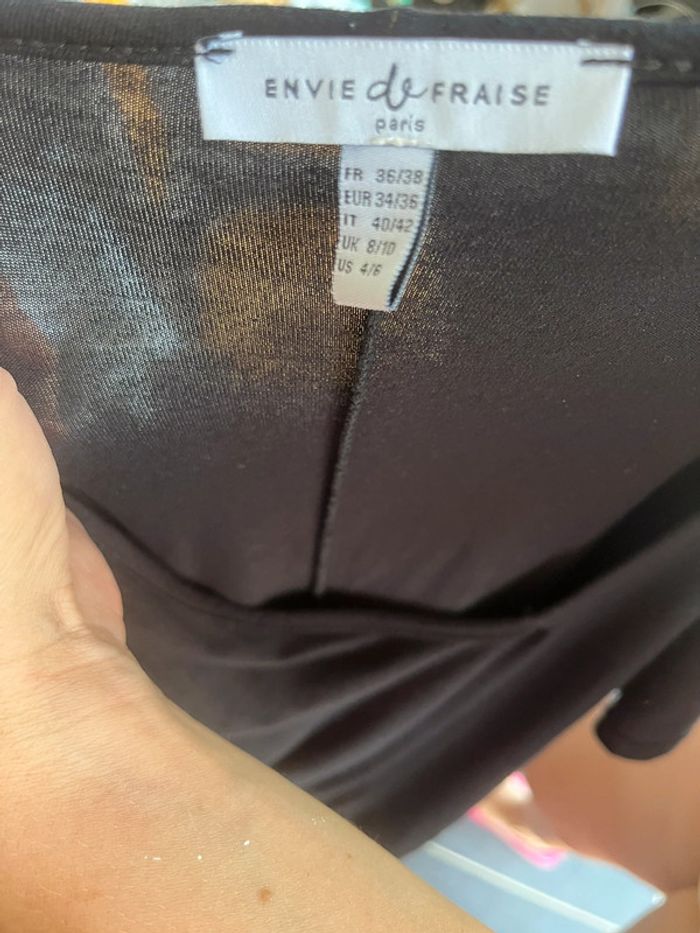 ENVIE de FRAISE
paris
FR 36/38
EUR 34/36
IT 40/42
UK 8/10
US 4/6